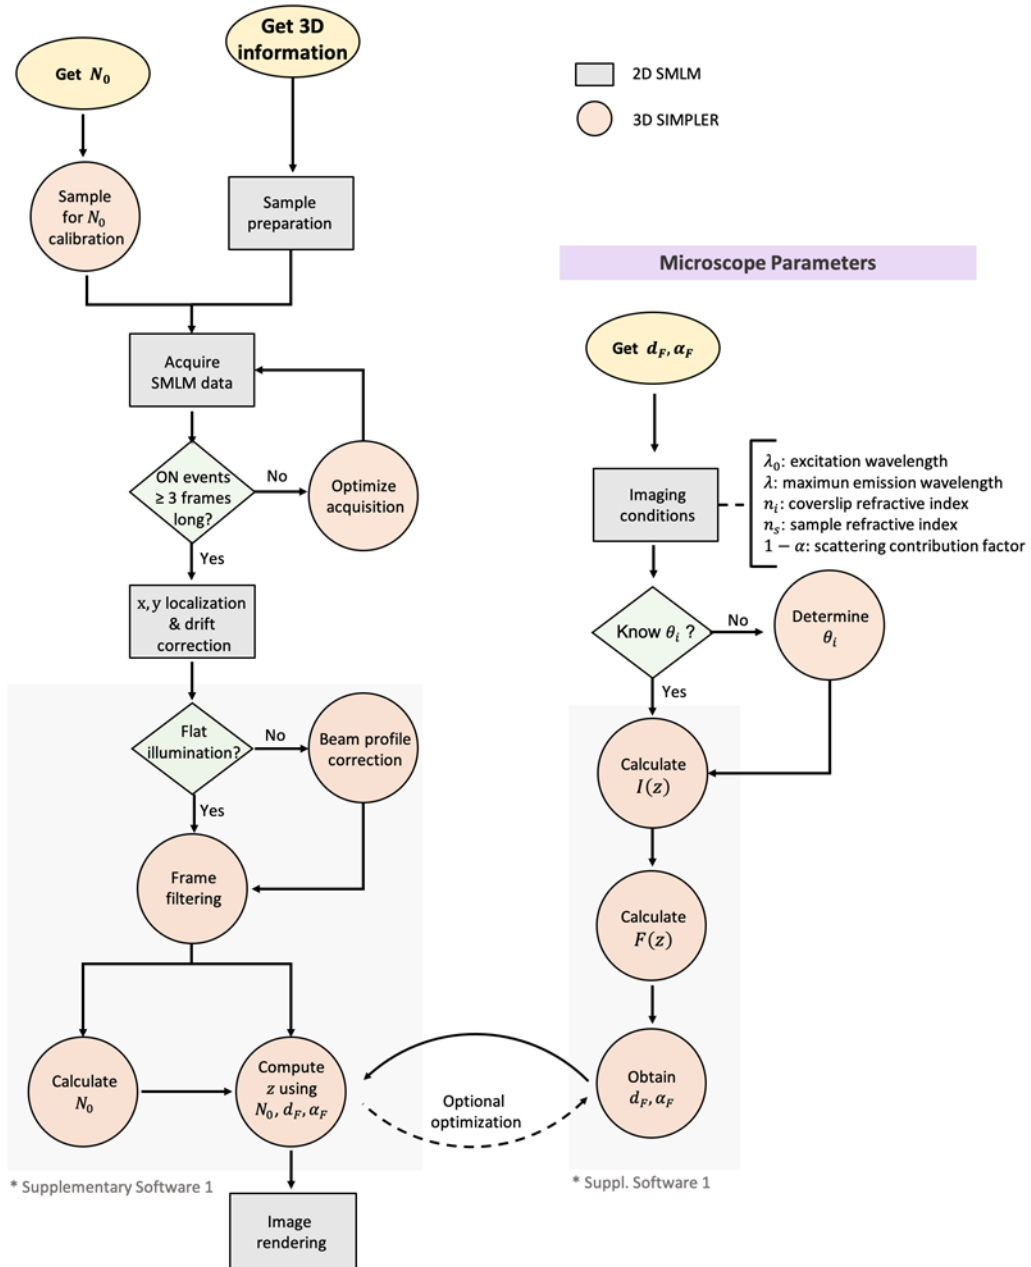 Get 3D
information
Get N₀
2D SMLM
3D SIMPLER
Sample
for N₀
calibration
Sample
preparation
Microscope Parameters
Acquire
SMLM data
Get d_F, α_F
ON events
≥ 3 frames
long?
No
Optimize
acquisition
Yes
Imaging
conditions
λ₀: excitation wavelength
λ: maximun emission wavelength
nᵢ: coverslip refractive index
nₛ: sample refractive index
1 − α: scattering contribution factor
x, y localization
& drift
correction
Know θᵢ ?
No
Determine
θᵢ
Yes
Flat
illumination?
No
Beam profile
correction
Yes
Calculate
I(z)
Frame
filtering
Calculate
F(z)
Calculate
N₀
Compute
z using
N₀, d_F, α_F
Optional
optimization
Obtain
d_F, α_F
* Supplementary Software 1
* Suppl. Software 1
Image
rendering